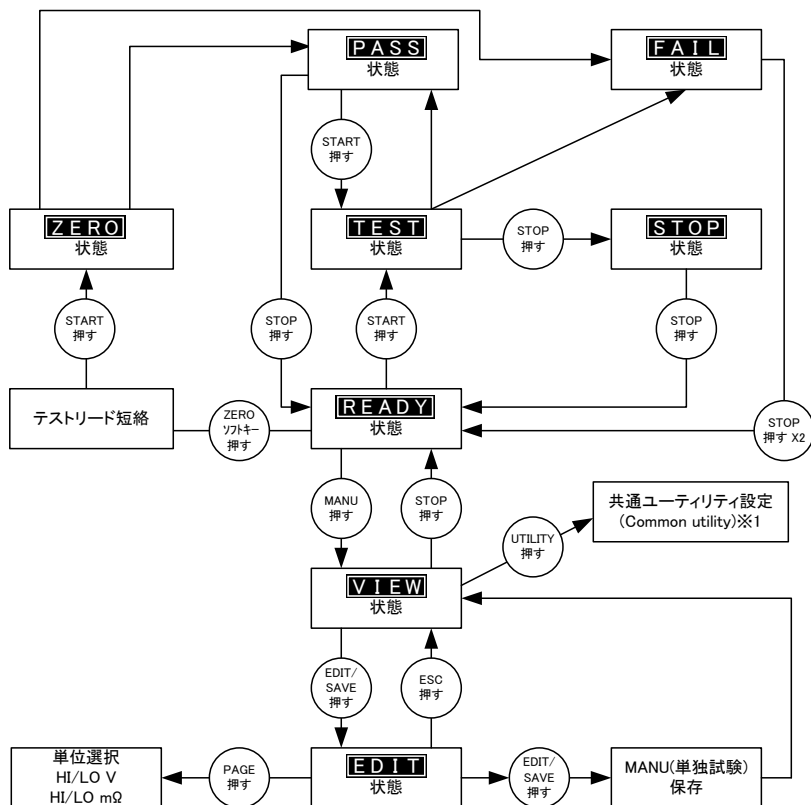 PASS
状態
FAIL
状態
START
押す
ZERO
状態
TEST
状態
STOP
押す
STOP
状態
START
押す
STOP
押す
START
押す
STOP
押す
テストリード短絡
ZERO
ソフトキー
押す
READY
状態
STOP
押す X2
MANU
押す
STOP
押す
UTILITY
押す
共通ユーティリティ設定
(Common utility)※1
VIEW
状態
EDIT/
SAVE
押す
ESC
押す
単位選択
HI/LO V
HI/LO mΩ
PAGE
押す
EDIT
状態
EDIT/
SAVE
押す
MANU(単独試験)
保存